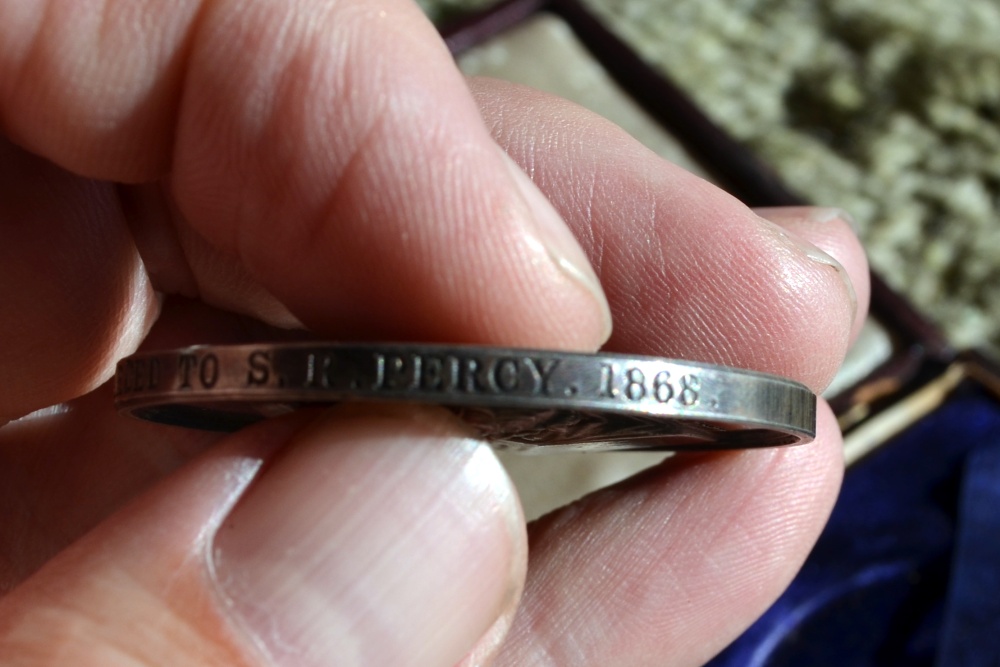 TO S. R. PERCY. 1868.